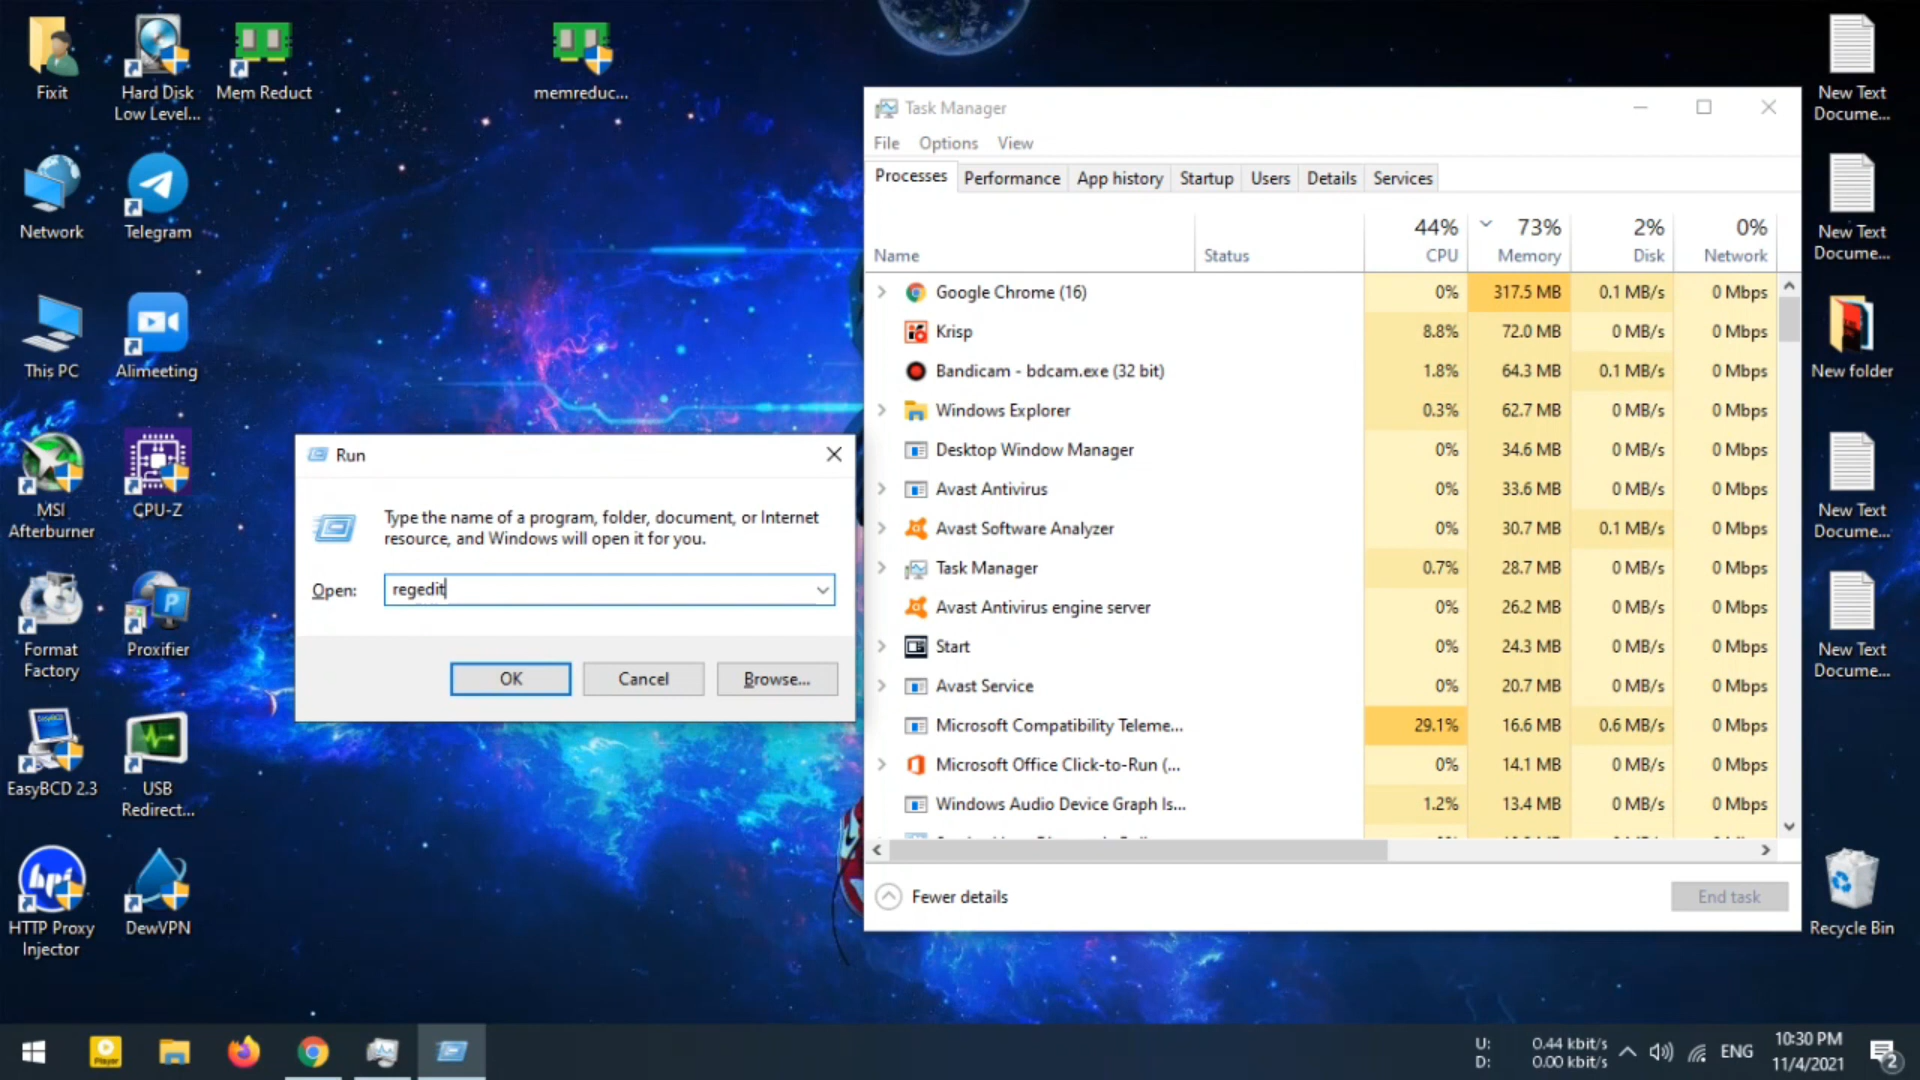 Fixit
Hard Disk
Low Level...
Mem Reduct
memreduc...
Network
Telegram
This PC
Alimeeting
MSI
Afterburner
CPU-Z
Format
Factory
Proxifier
EasyBCD 2.3
USB
Redirect...
HTTP Proxy
Injector
DewVPN
Run
Type the name of a program, folder, document, or Internet
resource, and Windows will open it for you.
Open: regedit
OK Cancel Browse...
Task Manager
File Options View
Processes Performance App history Startup Users Details Services
44% 73% 2% 0%
Name Status CPU Memory Disk Network
Google Chrome (16) 0% 317.5 MB 0.1 MB/s 0 Mbps
Krisp 8.8% 72.0 MB 0 MB/s 0 Mbps
Bandicam - bdcam.exe (32 bit) 1.8% 64.3 MB 0.1 MB/s 0 Mbps
Windows Explorer 0.3% 62.7 MB 0 MB/s 0 Mbps
Desktop Window Manager 0% 34.6 MB 0 MB/s 0 Mbps
Avast Antivirus 0% 33.6 MB 0 MB/s 0 Mbps
Avast Software Analyzer 0% 30.7 MB 0.1 MB/s 0 Mbps
Task Manager 0.7% 28.7 MB 0 MB/s 0 Mbps
Avast Antivirus engine server 0% 26.2 MB 0 MB/s 0 Mbps
Start 0% 24.3 MB 0 MB/s 0 Mbps
Avast Service 0% 20.7 MB 0 MB/s 0 Mbps
Microsoft Compatibility Teleme... 29.1% 16.6 MB 0.6 MB/s 0 Mbps
Microsoft Office Click-to-Run (... 0% 14.1 MB 0 MB/s 0 Mbps
Windows Audio Device Graph Is... 1.2% 13.4 MB 0 MB/s 0 Mbps
Fewer details End task
New Text
Docume...
New Text
Docume...
New folder
New Text
Docume...
New Text
Docume...
Recycle Bin
U: 0.44 kbit/s
D: 0.00 kbit/s
ENG
10:30 PM
11/4/2021
2